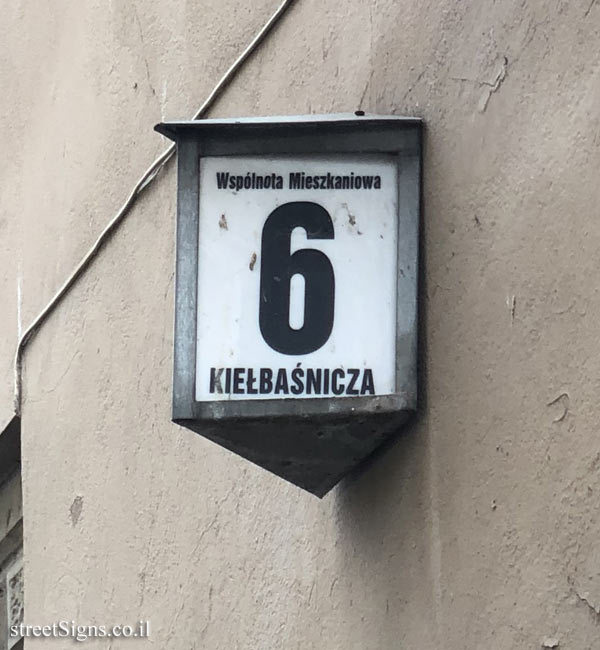 Wspólnota Mieszkaniowa
6
KIEŁBAŚNICZA
streetSigns.co.il